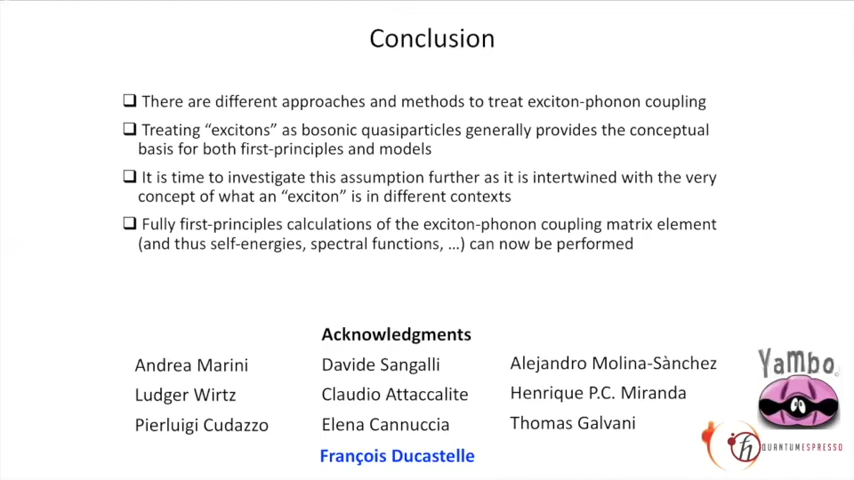 Conclusion
There are different approaches and methods to treat exciton-phonon coupling
Treating “excitons” as bosonic quasiparticles generally provides the conceptual
basis for both first-principles and models
It is time to investigate this assumption further as it is intertwined with the very
concept of what an “exciton” is in different contexts
Fully first-principles calculations of the exciton-phonon coupling matrix element
(and thus self-energies, spectral functions, …) can now be performed
Acknowledgments
Andrea Marini
Ludger Wirtz
Pierluigi Cudazzo
Davide Sangalli
Claudio Attaccalite
Elena Cannuccia
François Ducastelle
Alejandro Molina-Sànchez
Henrique P.C. Miranda
Thomas Galvani
Yambo
QUANTUMESPRESSO